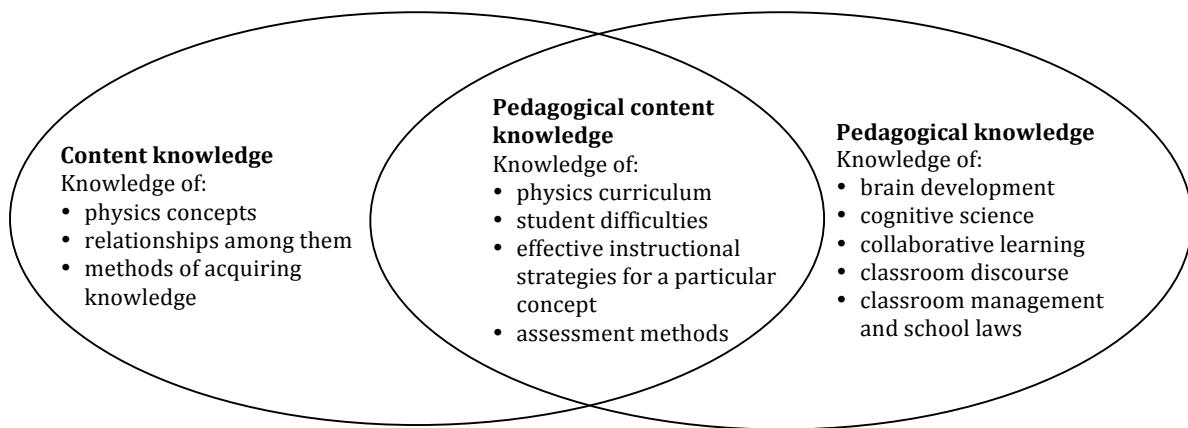 Content knowledge
Knowledge of:
• physics concepts
• relationships among them
• methods of acquiring
knowledge
Pedagogical content
knowledge
Knowledge of:
• physics curriculum
• student difficulties
• effective instructional
strategies for a particular
concept
• assessment methods
Pedagogical knowledge
Knowledge of:
• brain development
• cognitive science
• collaborative learning
• classroom discourse
• classroom management
and school laws